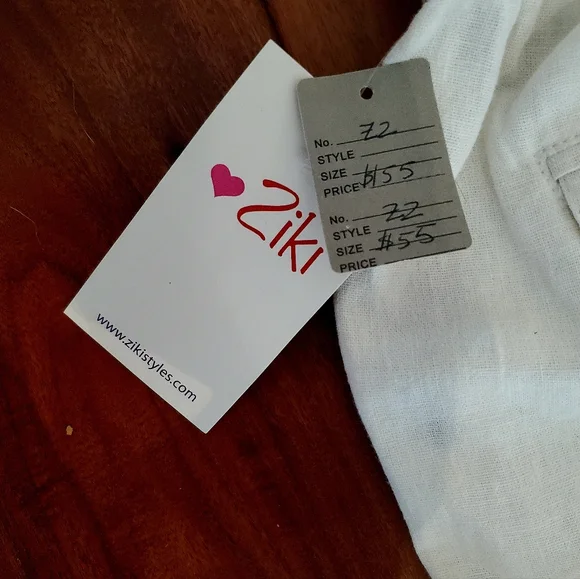 Ziki
www.zikistyles.com
No. 72
STYLE
SIZE
PRICE $155
No. 72
STYLE
SIZE $55
PRICE